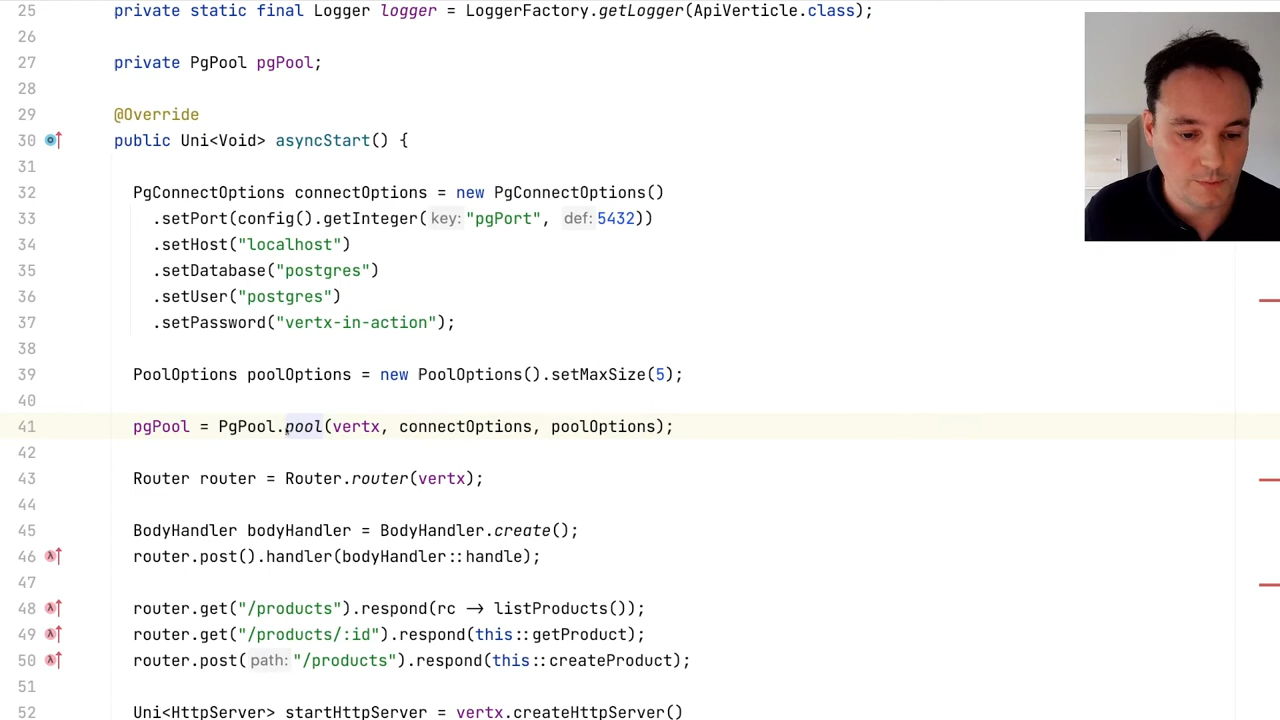 25 private static final Logger logger = LoggerFactory.getLogger(ApiVerticle.class);
26
27 private PgPool pgPool;
28
29 @Override
30 public Uni<Void> asyncStart() {
31
32 PgConnectOptions connectOptions = new PgConnectOptions()
33 .setPort(config().getInteger( key: "pgPort", def: 5432))
34 .setHost("localhost")
35 .setDatabase("postgres")
36 .setUser("postgres")
37 .setPassword("vertx-in-action");
38
39 PoolOptions poolOptions = new PoolOptions().setMaxSize(5);
40
41 pgPool = PgPool.pool(vertx, connectOptions, poolOptions);
42
43 Router router = Router.router(vertx);
44
45 BodyHandler bodyHandler = BodyHandler.create();
46 router.post().handler(bodyHandler::handle);
47
48 router.get("/products").respond(rc -> listProducts());
49 router.get("/products/:id").respond(this::getProduct);
50 router.post( path: "/products").respond(this::createProduct);
51
52 Uni<HttpServer> startHttpServer = vertx.createHttpServer()